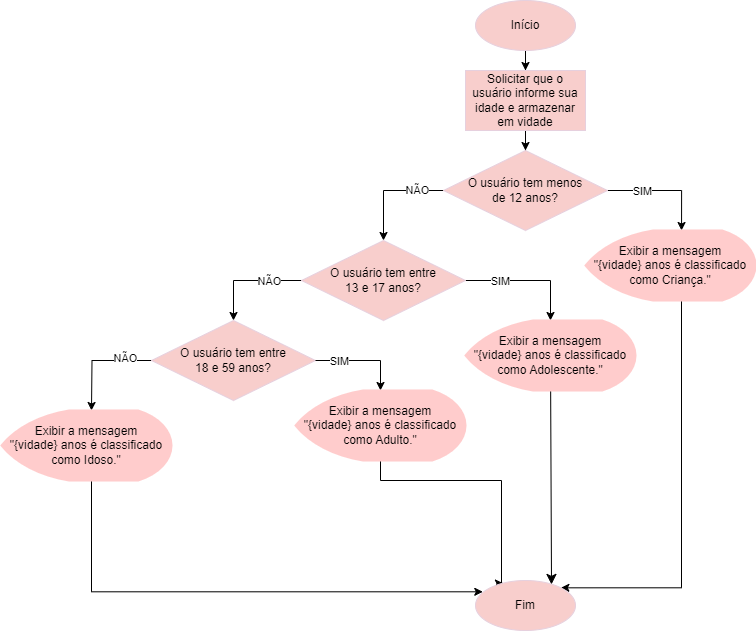 Início
Solicitar que o
usuário informe sua
idade e armazenar
em vidade
O usuário tem menos
de 12 anos?
NÃO
SIM
Exibir a mensagem
"{vidade} anos é classificado
como Criança."
O usuário tem entre
13 e 17 anos?
NÃO
SIM
Exibir a mensagem
"{vidade} anos é classificado
como Adolescente."
O usuário tem entre
18 e 59 anos?
NÃO
SIM
Exibir a mensagem
"{vidade} anos é classificado
como Adulto."
Exibir a mensagem
"{vidade} anos é classificado
como Idoso."
Fim